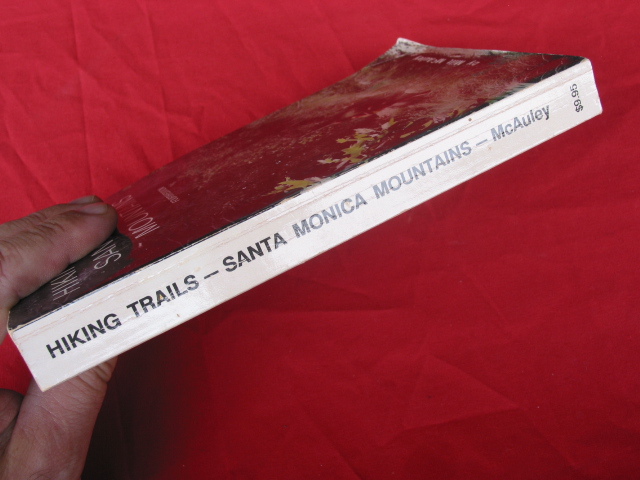 HIKING TRAILS — SANTA MONICA MOUNTAINS — McAuley
$9.95